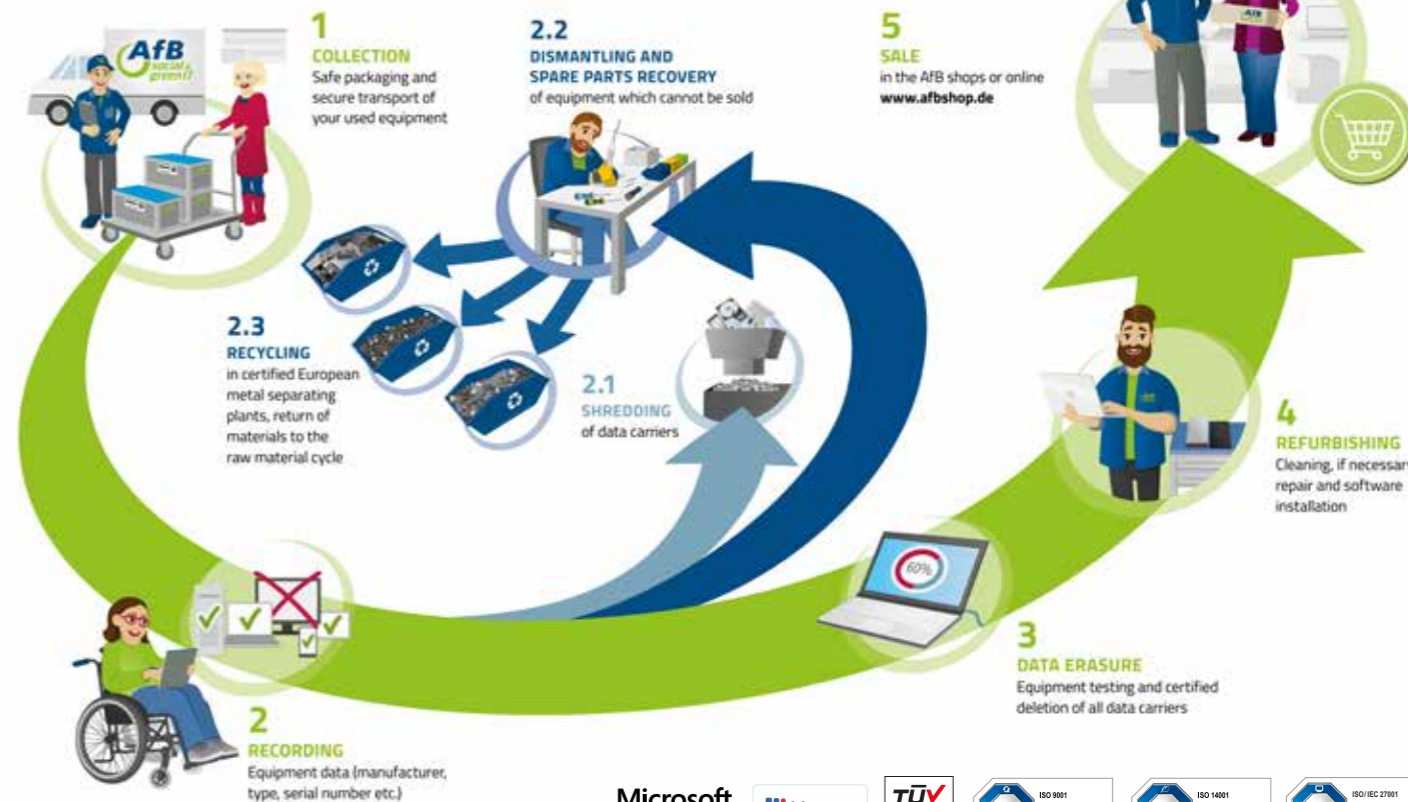 AfB
social &
green IT
1
COLLECTION
Safe packaging and
secure transport of
your used equipment
2.2
DISMANTLING AND
SPARE PARTS RECOVERY
of equipment which cannot be sold
5
SALE
in the AfB shops or online
www.afbshop.de
AfB
2.3
RECYCLING
in certified European
metal separating
plants, return of
materials to the
raw material cycle
2.1
SHREDDING
of data carriers
4
REFURBISHING
Cleaning, if necessary
repair and software
installation
60%
3
DATA ERASURE
Equipment testing and certified
deletion of all data carriers
2
RECORDING
Equipment data (manufacturer,
type, serial number etc.)
Microsoft
TÜV
ISO 9001
ISO 14001
ISO/IEC 27001